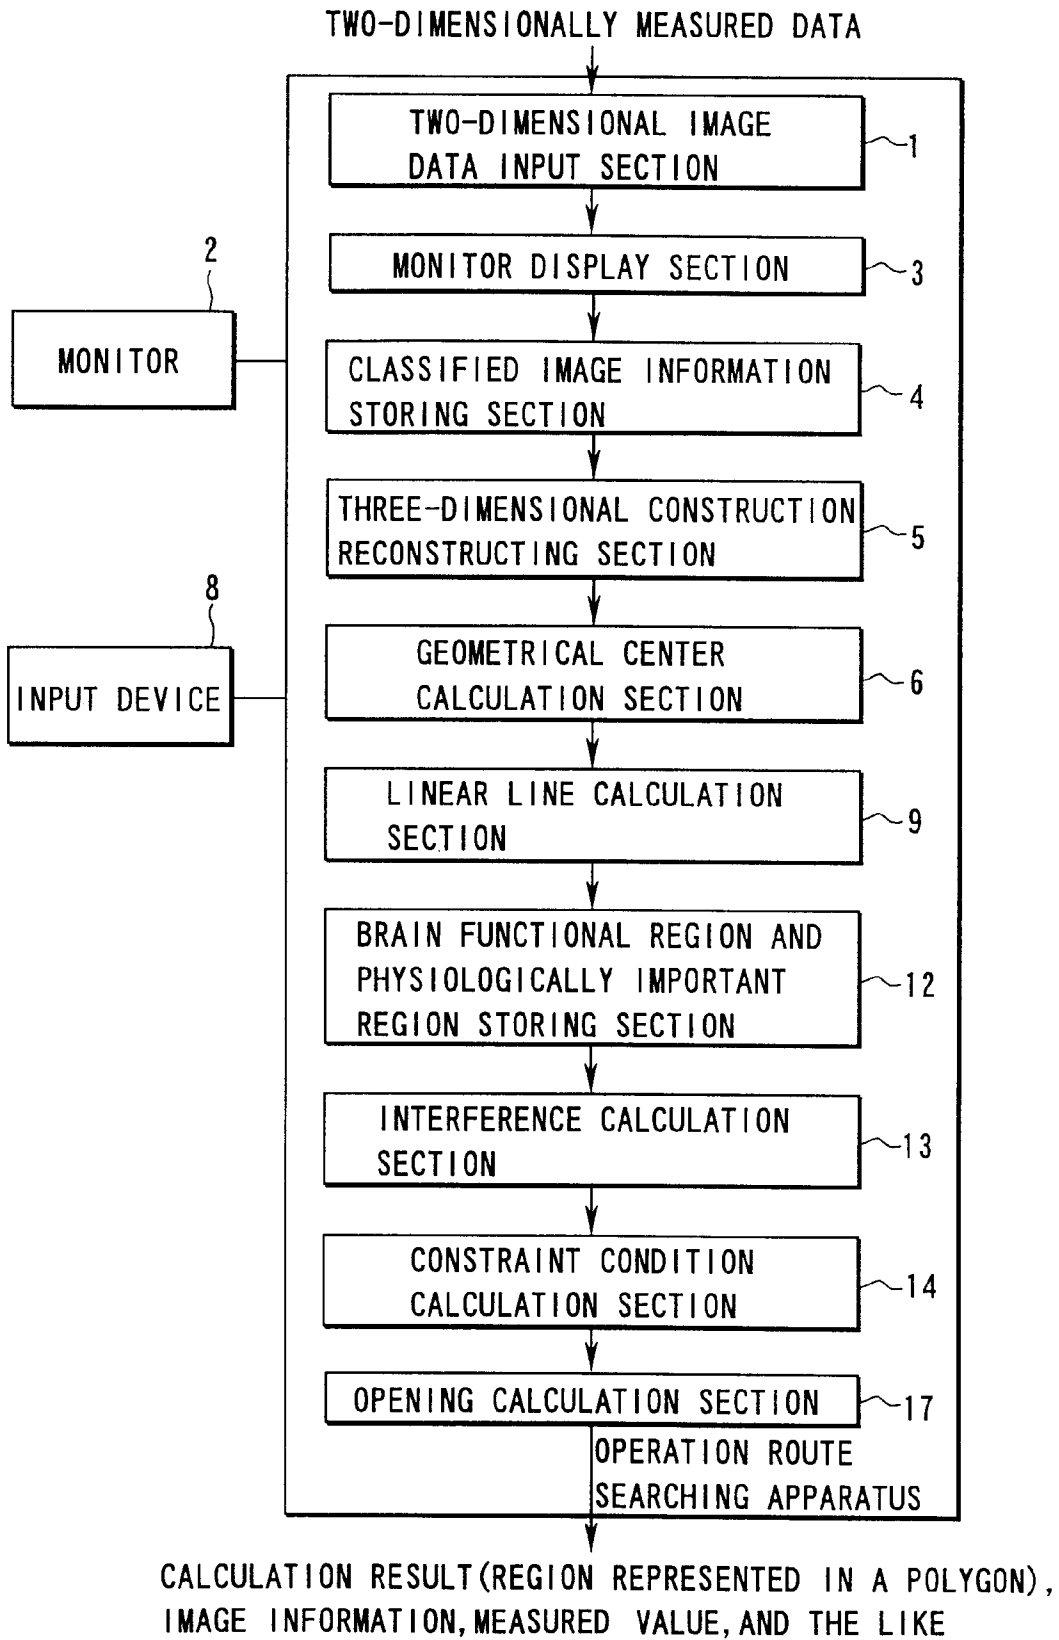 TWO-DIMENSIONALLY MEASURED DATA
TWO-DIMENSIONAL IMAGE
DATA INPUT SECTION
1
MONITOR DISPLAY SECTION
3
2
MONITOR
CLASSIFIED IMAGE INFORMATION
STORING SECTION
4
THREE-DIMENSIONAL CONSTRUCTION
RECONSTRUCTING SECTION
5
8
INPUT DEVICE
GEOMETRICAL CENTER
CALCULATION SECTION
6
LINEAR LINE CALCULATION
SECTION
9
BRAIN FUNCTIONAL REGION AND
PHYSIOLOGICALLY IMPORTANT
REGION STORING SECTION
12
INTERFERENCE CALCULATION
SECTION
13
CONSTRAINT CONDITION
CALCULATION SECTION
14
OPENING CALCULATION SECTION
17
OPERATION ROUTE
SEARCHING APPARATUS
CALCULATION RESULT(REGION REPRESENTED IN A POLYGON),
IMAGE INFORMATION, MEASURED VALUE, AND THE LIKE